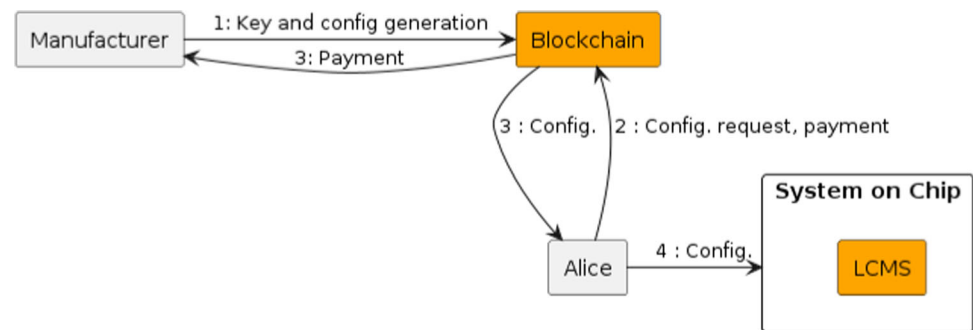 Manufacturer
1: Key and config generation
Blockchain
3: Payment
3 : Config.
2 : Config. request, payment
System on Chip
Alice
4 : Config.
LCMS